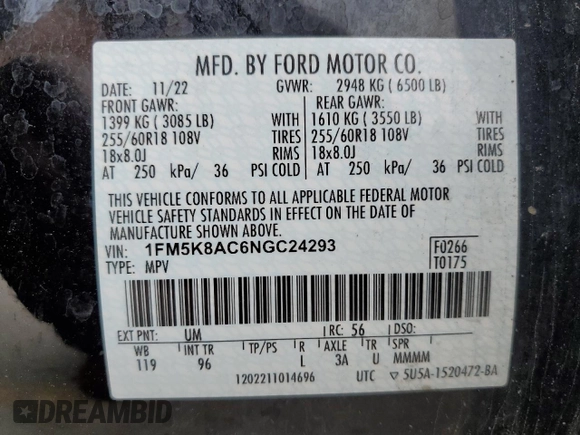 MFD. BY FORD MOTOR CO.
DATE: 11/22 GVWR: 2948 KG ( 6500 LB)
FRONT GAWR: REAR GAWR:
1399 KG ( 3085 LB) WITH 1610 KG ( 3550 LB)
255/60R18 108V TIRES 255/60R18 108V
18x8.0J RIMS 18x8.0J
AT 250 kPa/ 36 PSI COLD AT 250 kPa/ 36 PSI COLD
THIS VEHICLE CONFORMS TO ALL APPLICABLE FEDERAL MOTOR
VEHICLE SAFETY STANDARDS IN EFFECT ON THE DATE OF
MANUFACTURE SHOWN ABOVE.
VIN: 1FM5K8AC6NGC24293 F0266
TYPE: MPV T0175
EXT PNT: UM RC: 56 DSO:
WB INT TR TP/PS R AXLE TR SPR
119 96 L 3A U MMMM
1202211014696 UTC ▽ 5U5A-1520472-BA
DREAMBID